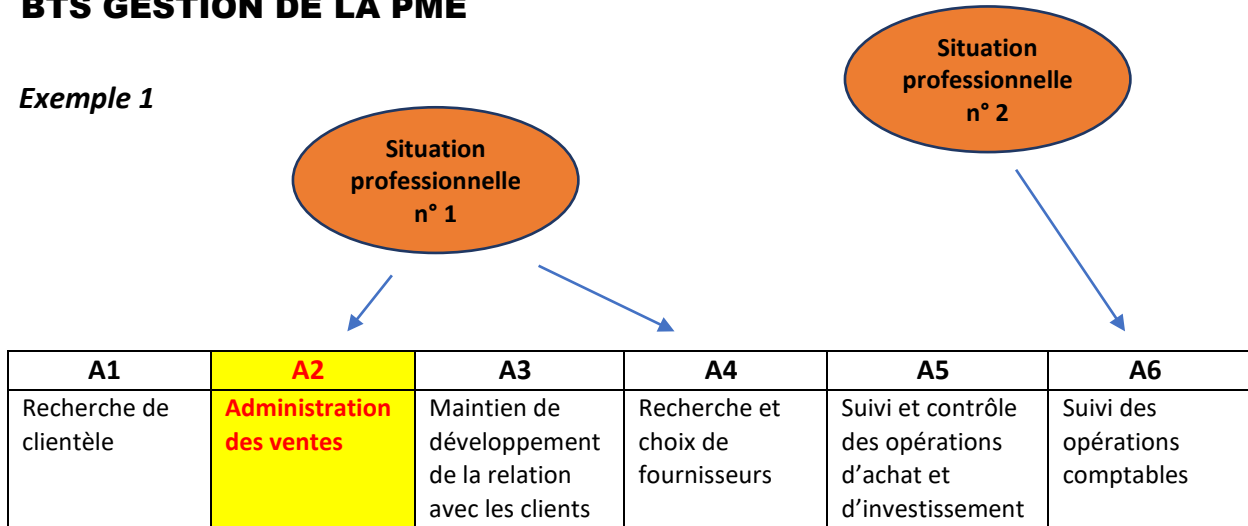 BTS GESTION DE LA PME
Situation
professionnelle
n° 2
Exemple 1
Situation
professionnelle
n° 1
A1 A2 A3 A4 A5 A6
Recherche de
clientèle
Administration
des ventes
Maintien de
développement
de la relation
avec les clients
Recherche et
choix de
fournisseurs
Suivi et contrôle
des opérations
d’achat et
d’investissement
Suivi des
opérations
comptables